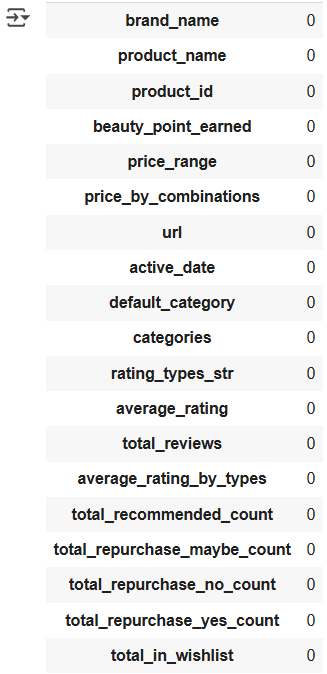 brand_name 0
product_name 0
product_id 0
beauty_point_earned 0
price_range 0
price_by_combinations 0
url 0
active_date 0
default_category 0
categories 0
rating_types_str 0
average_rating 0
total_reviews 0
average_rating_by_types 0
total_recommended_count 0
total_repurchase_maybe_count 0
total_repurchase_no_count 0
total_repurchase_yes_count 0
total_in_wishlist 0